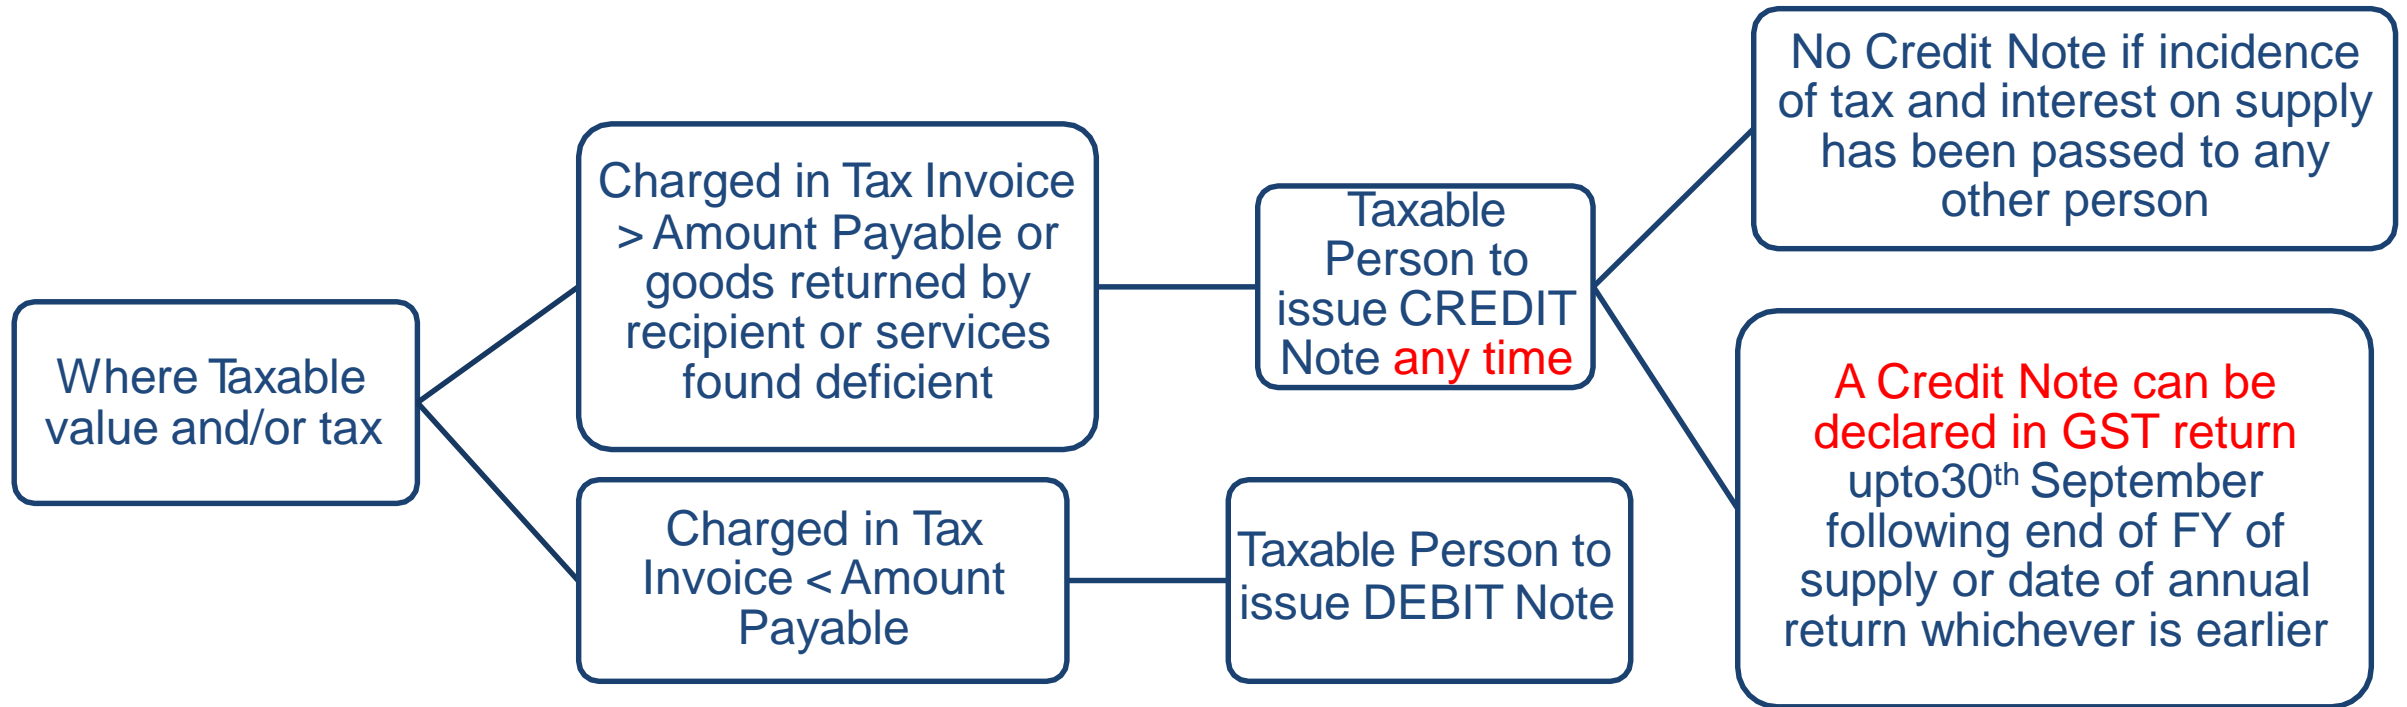 Where Taxable
value and/or tax
Charged in Tax Invoice
> Amount Payable or
goods returned by
recipient or services
found deficient
Taxable
Person to
issue CREDIT
Note any time
No Credit Note if incidence
of tax and interest on supply
has been passed to any
other person
A Credit Note can be
declared in GST return
upto30th September
following end of FY of
supply or date of annual
return whichever is earlier
Charged in Tax
Invoice < Amount
Payable
Taxable Person to
issue DEBIT Note